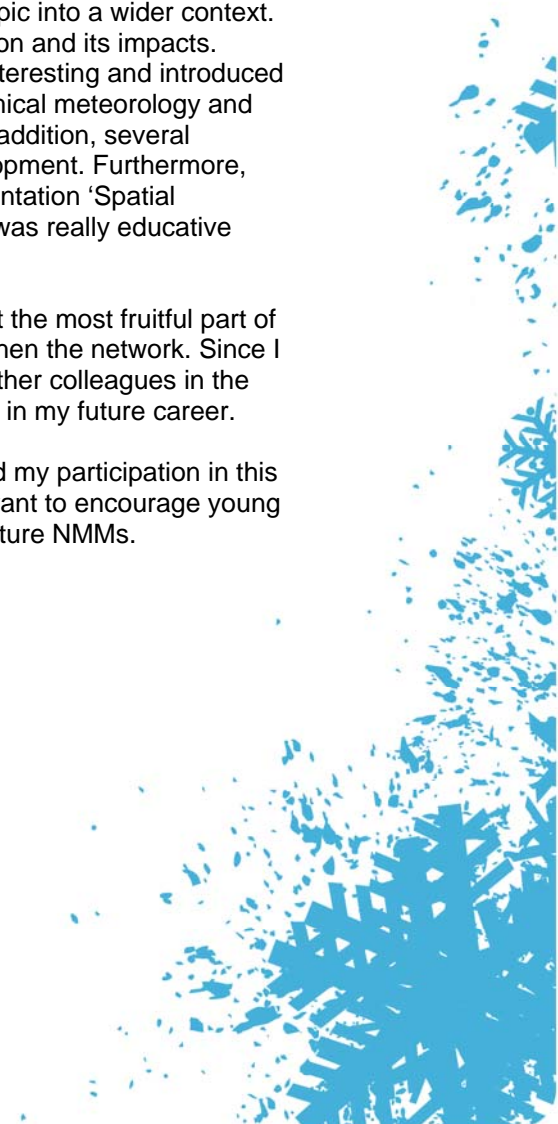 pic into a wider context.
on and its impacts.
teresting and introduced
nical meteorology and
addition, several
opment. Furthermore,
ntation ‘Spatial
was really educative
t the most fruitful part of
hen the network. Since I
ther colleagues in the
in my future career.
d my participation in this
ant to encourage young
ture NMMs.